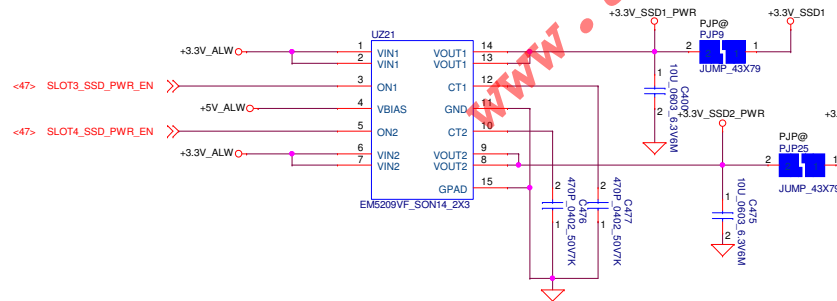 +3.3V_SSD1_PWR
+3.3V_SSD1
PJP@
PJP9
2 1
JUMP_43X79
UZ21
+3.3V_ALW
1 VIN1 VOUT1 14
2 VIN1 VOUT1 13
<47> SLOT3_SSD_PWR_EN 3 ON1 CT1 12
+5V_ALW 4 VBIAS GND 11
<47> SLOT4_SSD_PWR_EN 5 ON2 CT2 10
+3.3V_ALW 6 VIN2 VOUT2 9
7 VIN2 VOUT2 8
GPAD 15
EM5209VF_SON14_2X3
1
2
10U_0603_6.3V6M
+3.3V_SSD2_PWR
PJP@
PJP25
2 1
JUMP_43X79
2
1
C476
470P_0402_50V7K
2
1
C477
470P_0402_50V7K
1
2
C475
10U_0603_6.3V6M
www.